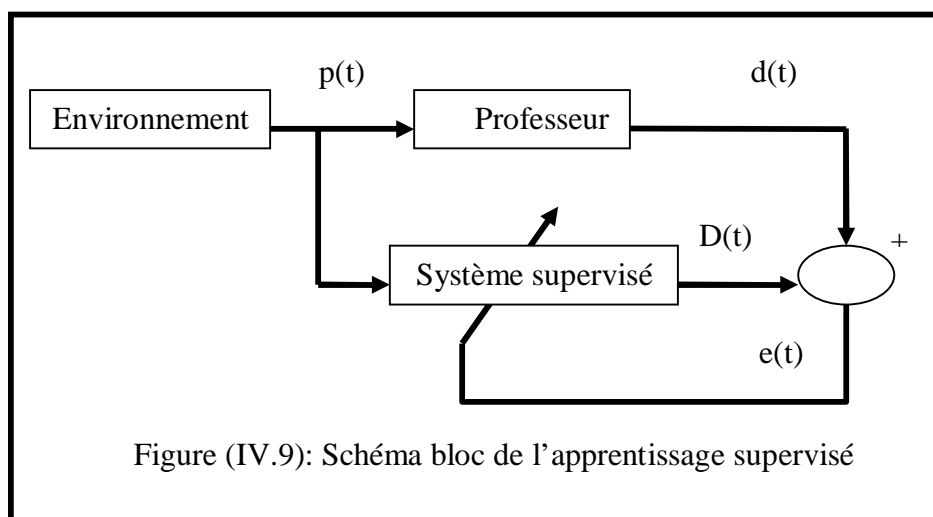 p(t)
d(t)
Environnement
Professeur
D(t)
+
Système supervisé
e(t)
Figure (IV.9): Schéma bloc de l'apprentissage supervisé